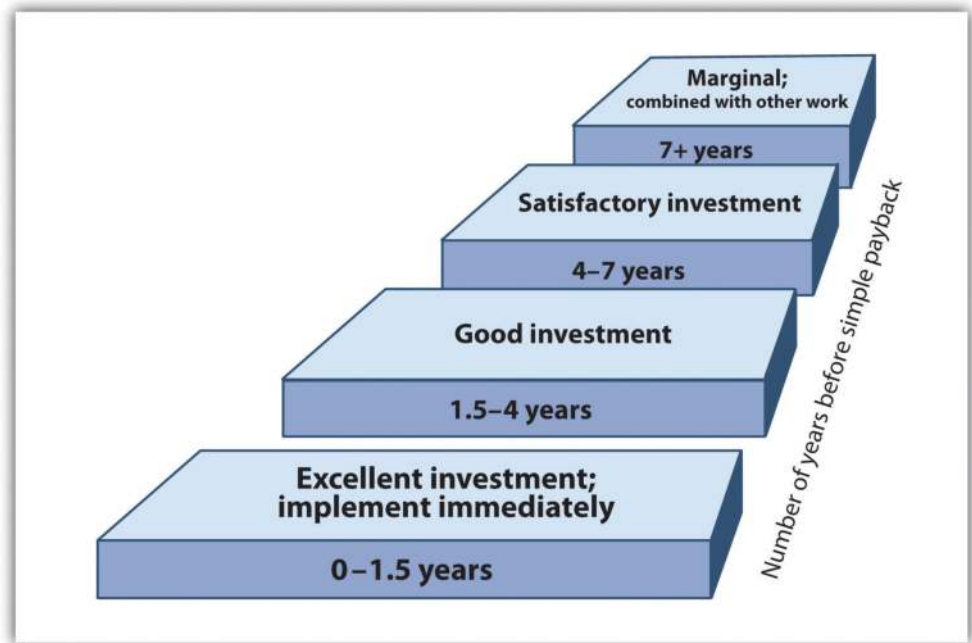 Marginal;
combined with other work
7+ years
Satisfactory investment
4–7 years
Good investment
1.5–4 years
Excellent investment;
implement immediately
0–1.5 years
Number of years before simple payback